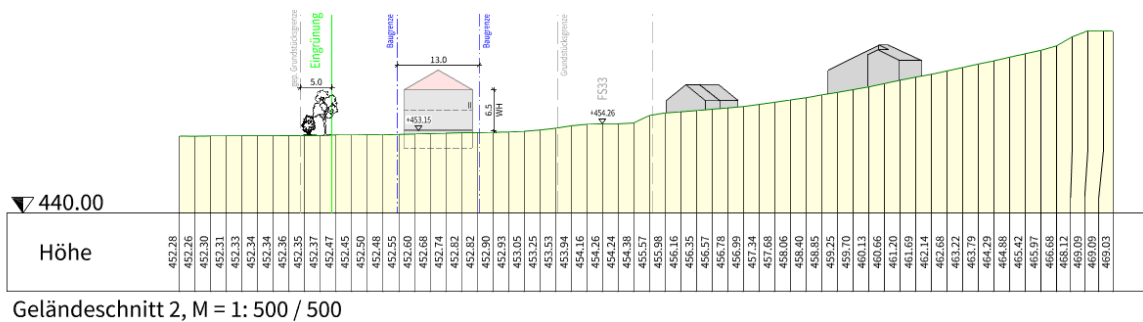 gep. Grundstücksgrenze
Eingrünung
Baugrenze
Baugrenze
Grundstücksgrenze
FS33
13.0
5.0
II
6.5
WH
+453.15
+454.26
440.00
Höhe
452.28 452.26 452.30 452.31 452.33 452.34 452.34 452.36 452.35 452.37 452.47 452.45 452.50 452.48 452.55 452.60 452.68 452.74 452.82 452.82 452.90 452.93 453.05 453.25 453.53 453.94 454.16 454.26 454.24 454.38 455.57 455.98 456.16 456.35 456.57 456.78 456.99 457.34 457.68 458.06 458.40 458.85 459.25 459.70 460.13 460.66 461.20 461.69 462.14 462.68 463.22 463.79 464.29 464.88 465.42 465.97 466.68 468.12 469.09 469.09 469.03
Geländeschnitt 2, M = 1: 500 / 500